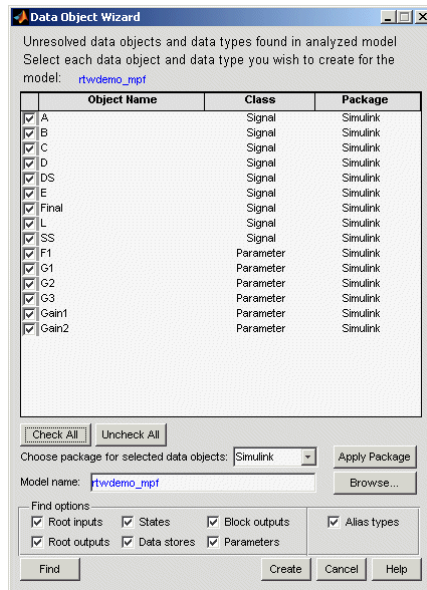 Data Object Wizard
Unresolved data objects and data types found in analyzed model
Select each data object and data type you wish to create for the
model: rtwdemo_mpf
Object Name Class Package
A Signal Simulink
B Signal Simulink
C Signal Simulink
D Signal Simulink
DS Signal Simulink
E Signal Simulink
Final Signal Simulink
L Signal Simulink
SS Signal Simulink
F1 Parameter Simulink
G1 Parameter Simulink
G2 Parameter Simulink
G3 Parameter Simulink
Gain1 Parameter Simulink
Gain2 Parameter Simulink
Check All Uncheck All
Choose package for selected data objects: Simulink Apply Package
Model name: rtwdemo_mpf Browse...
Find options
Root inputs States Block outputs Alias types
Root outputs Data stores Parameters
Find Create Cancel Help